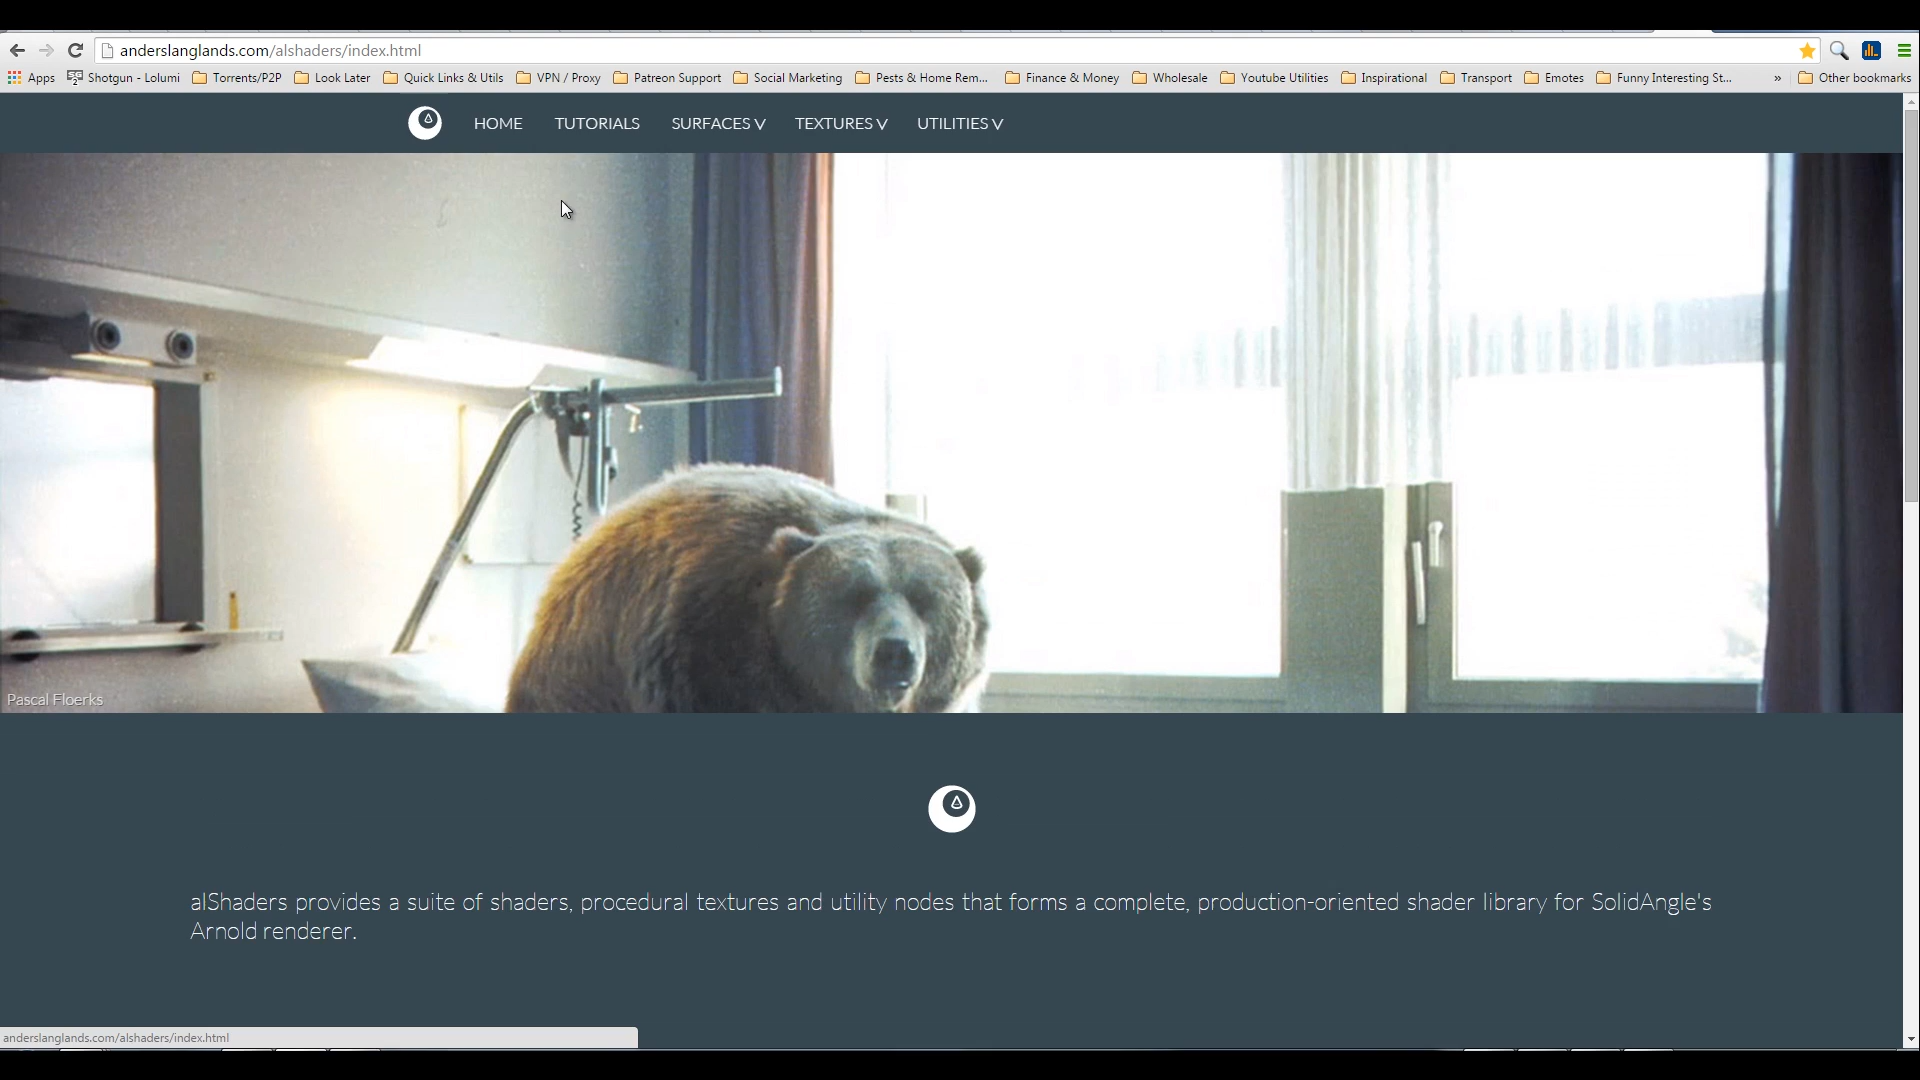 anderslanglands.com/alshaders/index.html
Apps
Shotgun - Lolumi
Torrents/P2P
Look Later
Quick Links & Utils
VPN / Proxy
Patreon Support
Social Marketing
Pests & Home Rem...
Finance & Money
Wholesale
Youtube Utilities
Inspirational
Transport
Emotes
Funny Interesting St...
»
Other bookmarks
HOME
TUTORIALS
SURFACES V
TEXTURES V
UTILITIES V
Pascal Floerks
alShaders provides a suite of shaders, procedural textures and utility nodes that forms a complete, production-oriented shader library for SolidAngle's
Arnold renderer.
anderslanglands.com/alshaders/index.html